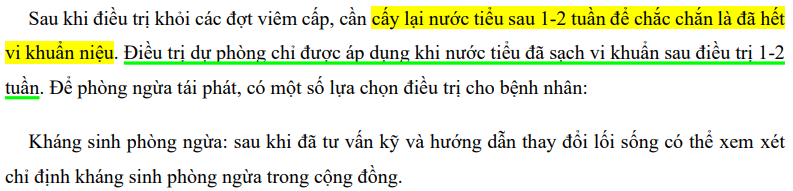 Sau khi điều trị khỏi các đợt viêm cấp, cần cấy lại nước tiểu sau 1-2 tuần để chắc chắn là đã hết
vi khuẩn niệu. Điều trị dự phòng chỉ được áp dụng khi nước tiểu đã sạch vi khuẩn sau điều trị 1-2
tuần. Để phòng ngừa tái phát, có một số lựa chọn điều trị cho bệnh nhân:
Kháng sinh phòng ngừa: sau khi đã tư vấn kỹ và hướng dẫn thay đổi lối sống có thể xem xét
chỉ định kháng sinh phòng ngừa trong cộng đồng.